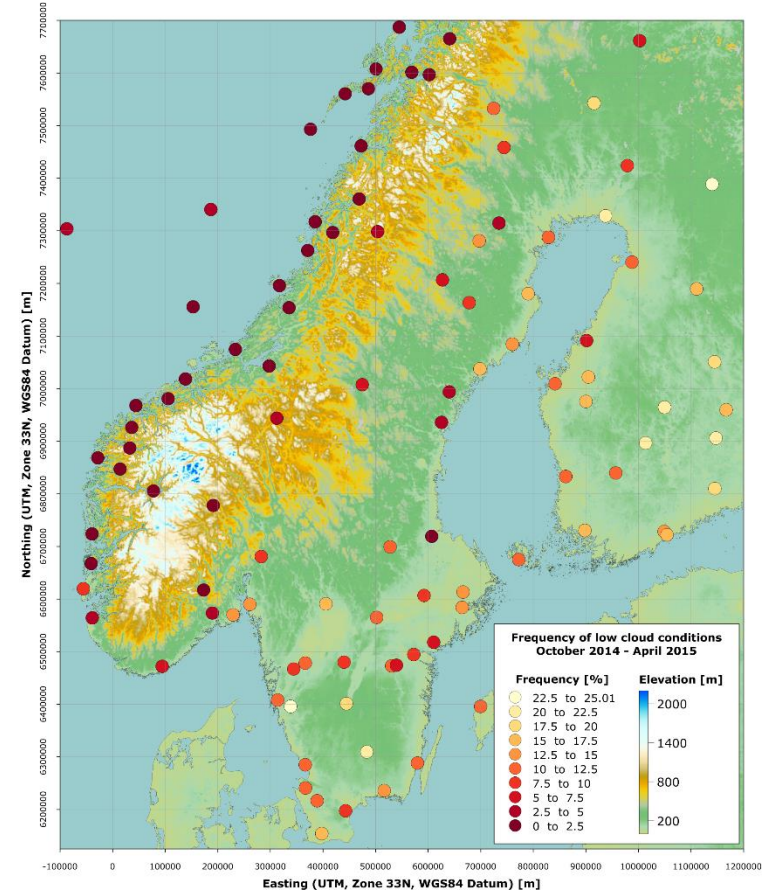 7700000
7600000
7500000
7400000
7300000
7200000
7100000
7000000
6900000
6800000
6700000
6600000
6500000
6400000
6300000
6200000
Northing (UTM, Zone 33N, WGS84 Datum) [m]
Frequency of low cloud conditions
October 2014 - April 2015
Frequency [%]
22.5 to 25.01
20 to 22.5
17.5 to 20
15 to 17.5
12.5 to 15
10 to 12.5
7.5 to 10
5 to 7.5
2.5 to 5
0 to 2.5
Elevation [m]
2000
1400
800
200
-100000 0 100000 200000 300000 400000 500000 600000 700000 800000 900000 1000000 1100000 1200000
Easting (UTM, Zone 33N, WGS84 Datum) [m]